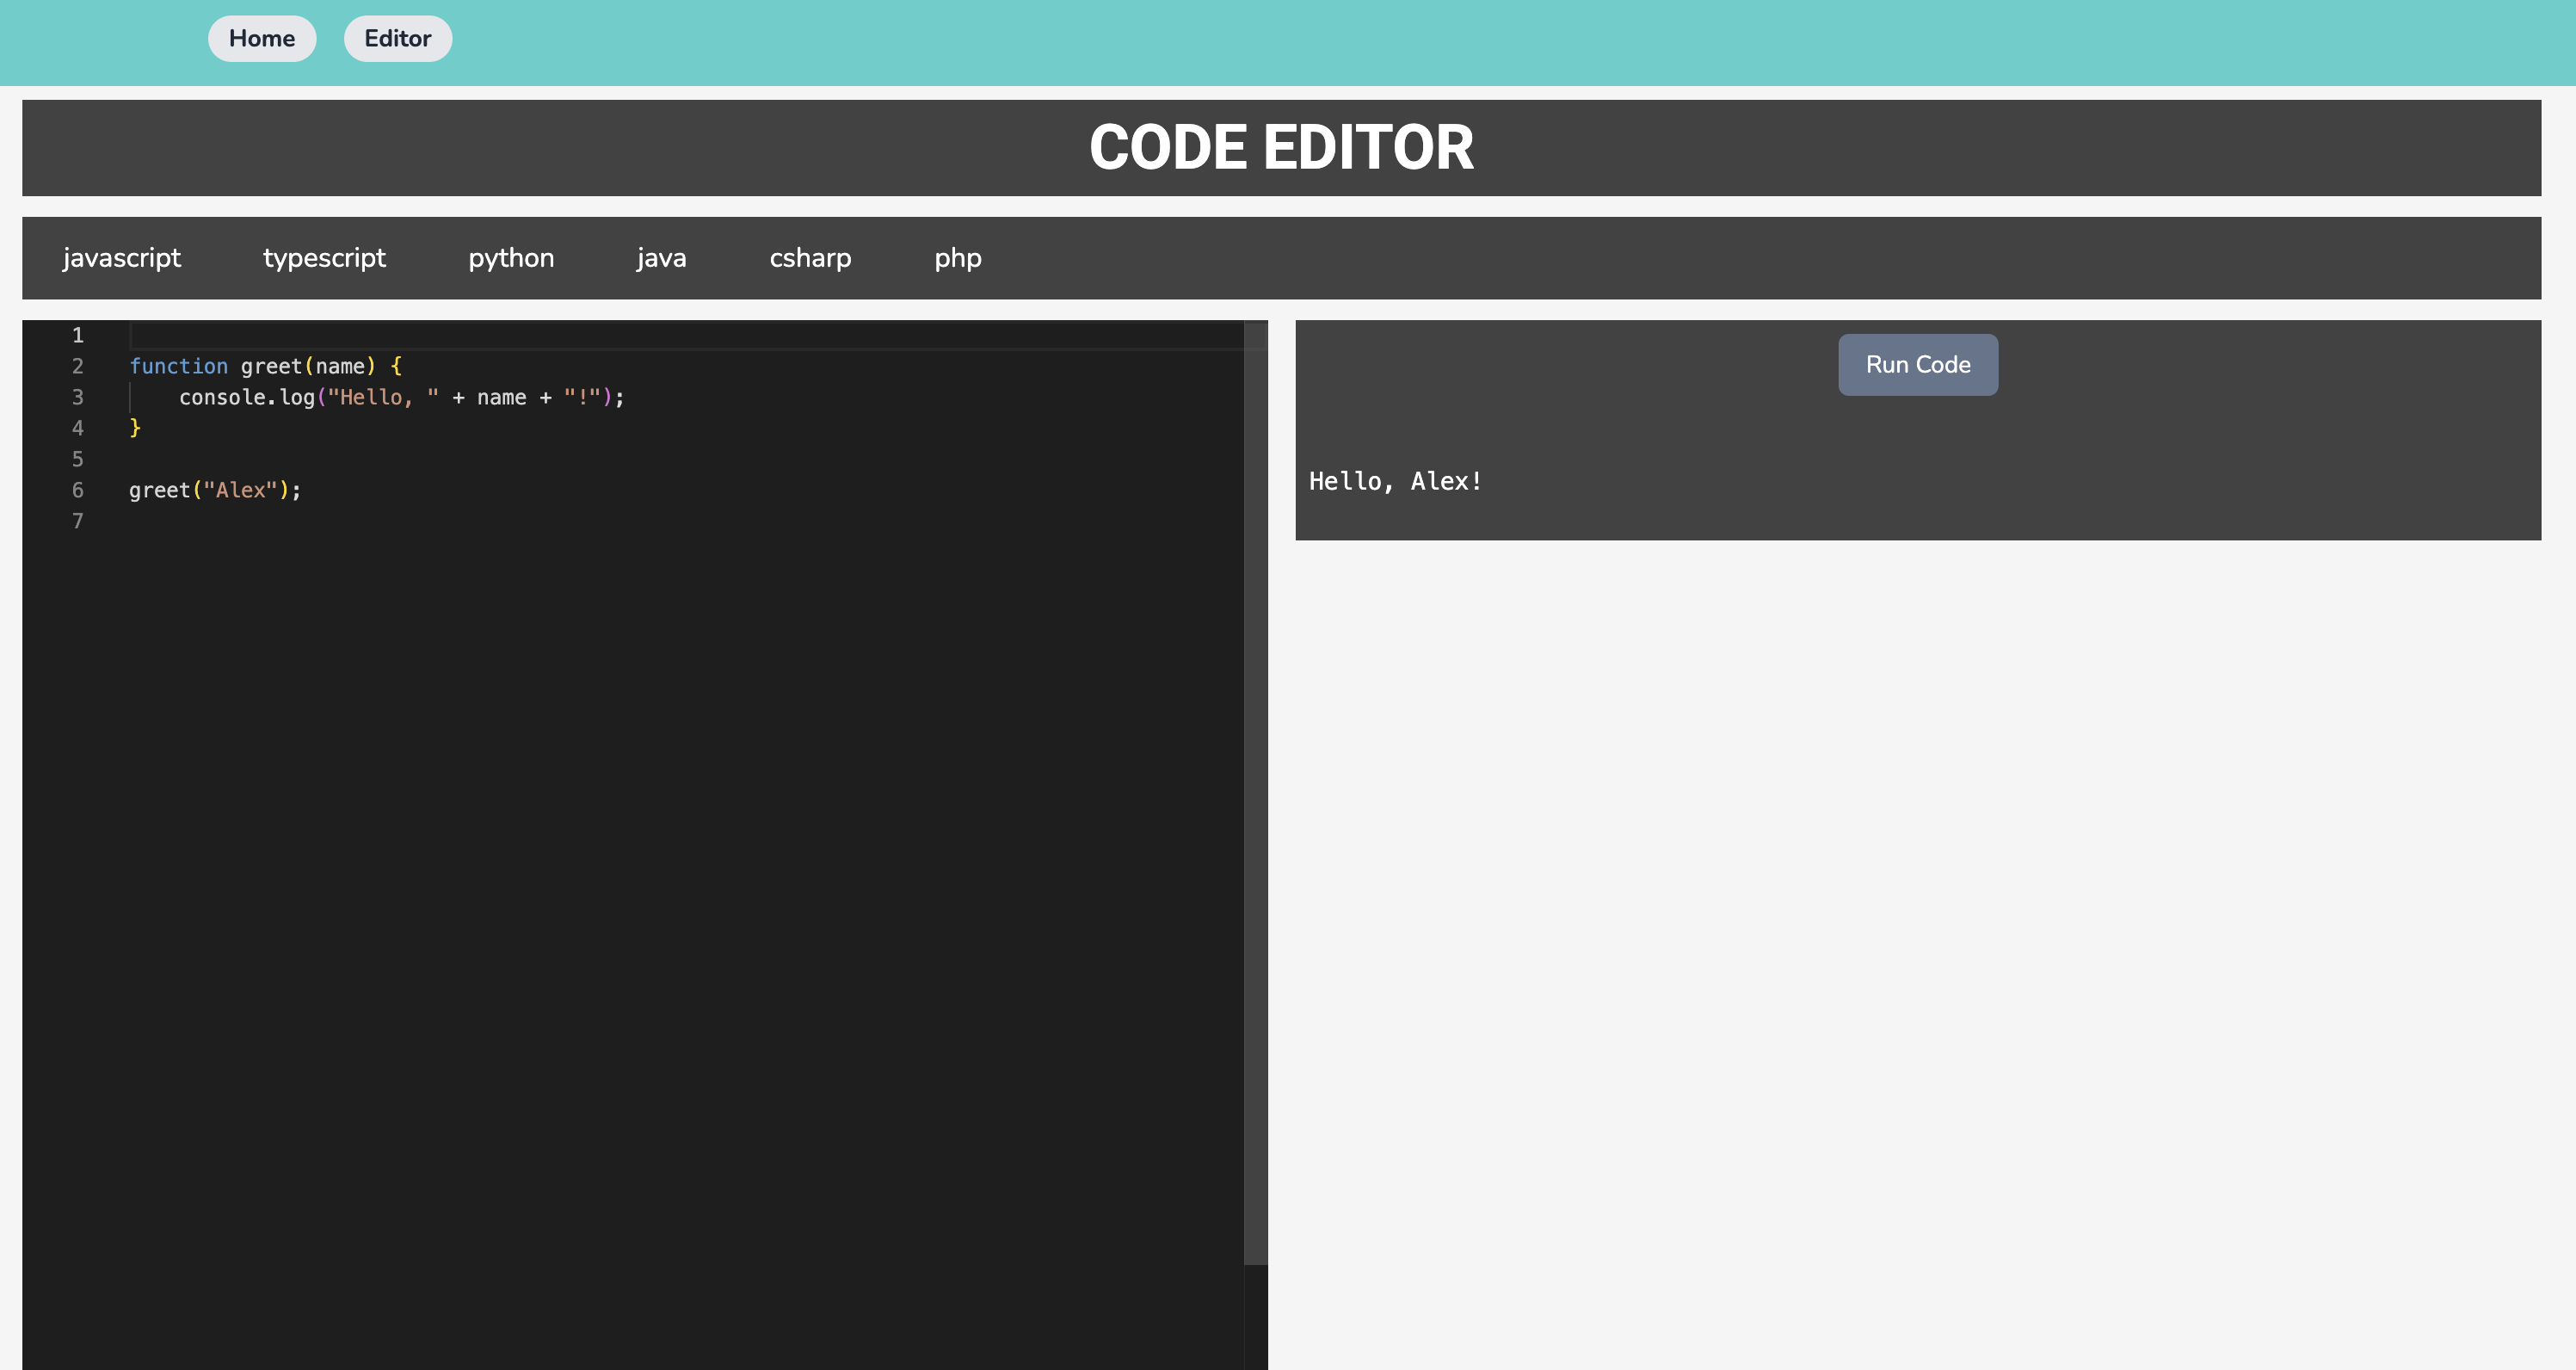 Home Editor
CODE EDITOR
javascript typescript python java csharp php
1
2 function greet(name) {
3     console.log("Hello, " + name + "!");
4 }
5
6 greet("Alex");
7
Run Code
Hello, Alex!